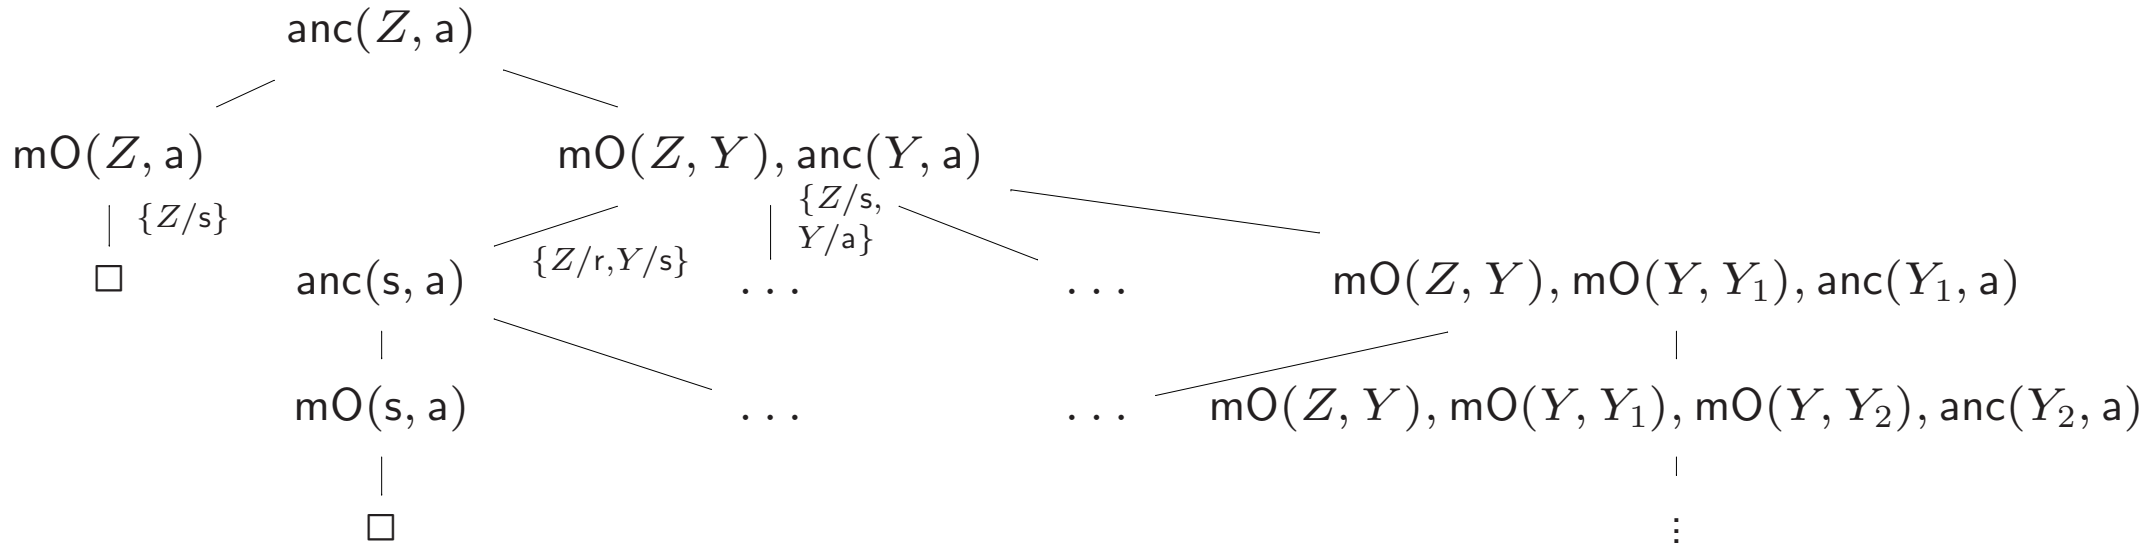 anc(Z, a)
mO(Z, a) mO(Z, Y), anc(Y, a)
{Z/s} {Z/s,
Y/a}
{Z/r,Y/s}
□ anc(s, a) ... ... mO(Z, Y), mO(Y, Y₁), anc(Y₁, a)
mO(s, a) ... ... mO(Z, Y), mO(Y, Y₁), mO(Y, Y₂), anc(Y₂, a)
□ ⋮